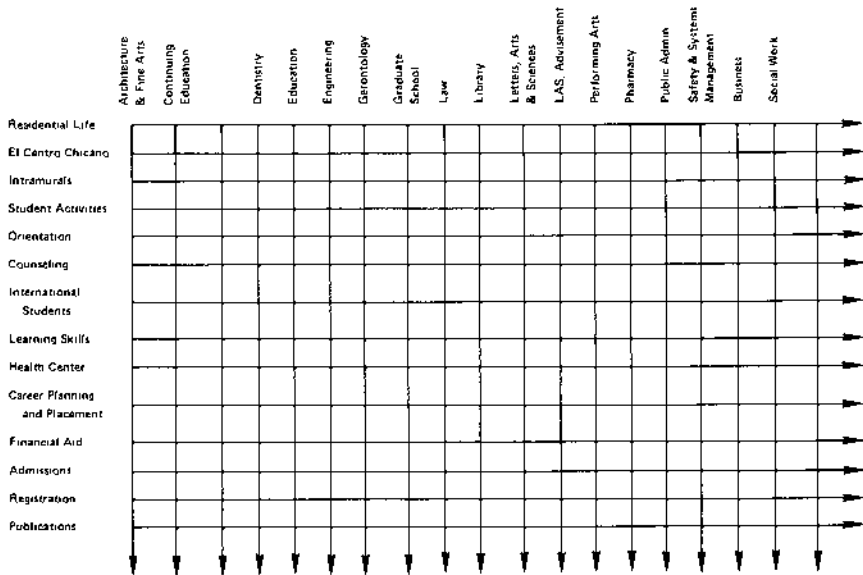 Architecture
& Fine Arts
Continuing
Education
Dentistry
Education
Engineering
Gerontology
Graduate
School
Law
Library
Letters, Arts
& Sciences
LAS, Advisement
Performing Arts
Pharmacy
Public Admin
Safety & Systems
Management
Business
Social Work
Residential Life
El Centro Chicano
Intramurals
Student Activities
Orientation
Counseling
International
Students
Learning Skills
Health Center
Career Planning
and Placement
Financial Aid
Admissions
Registration
Publications